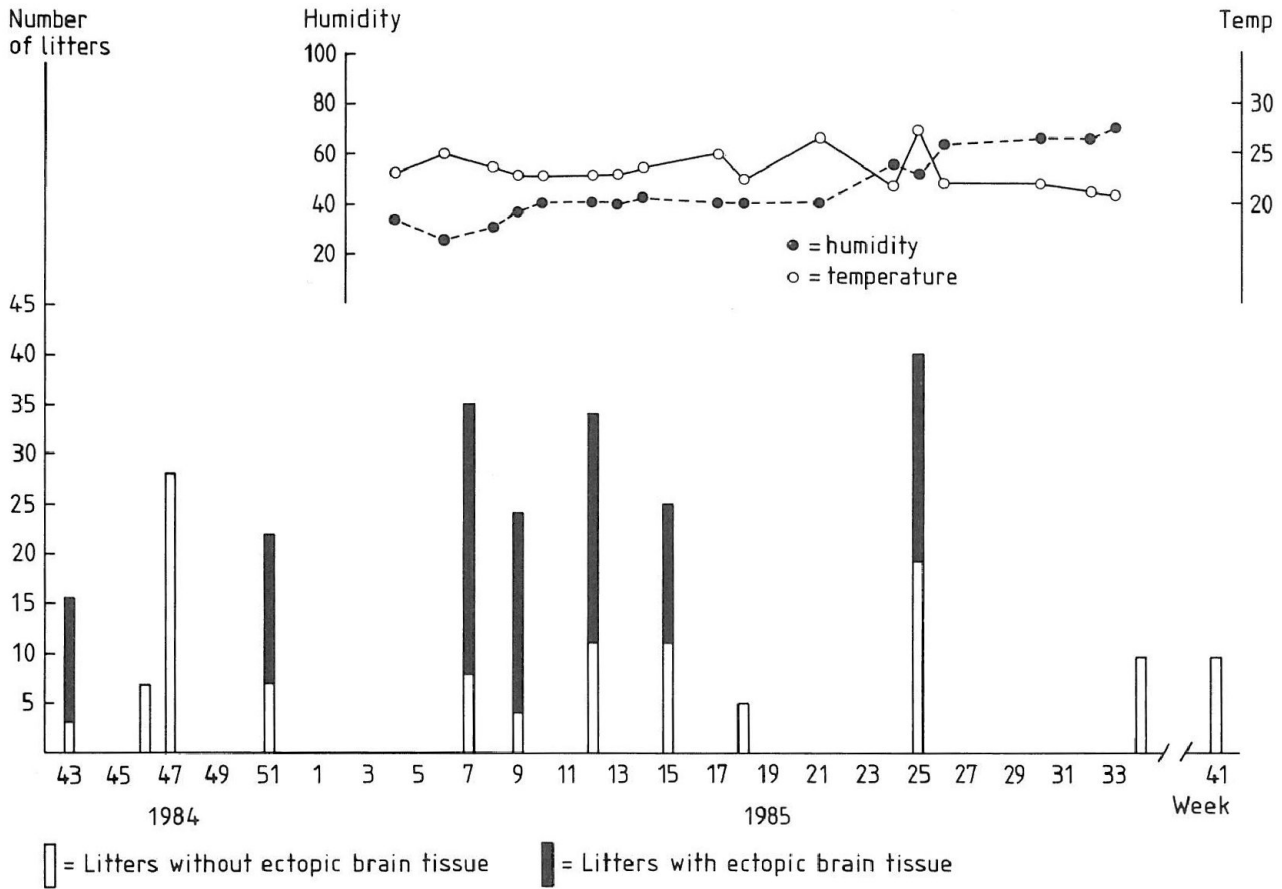 Number
of litters
Humidity
Temp
100
80
60
40
20
30
25
20
= humidity
= temperature
45
40
35
30
25
20
15
10
5
43 45 47 49 51 1 3 5 7 9 11 13 15 17 19 21 23 25 27 29 31 33 41
1984 1985 Week
= Litters without ectopic brain tissue = Litters with ectopic brain tissue